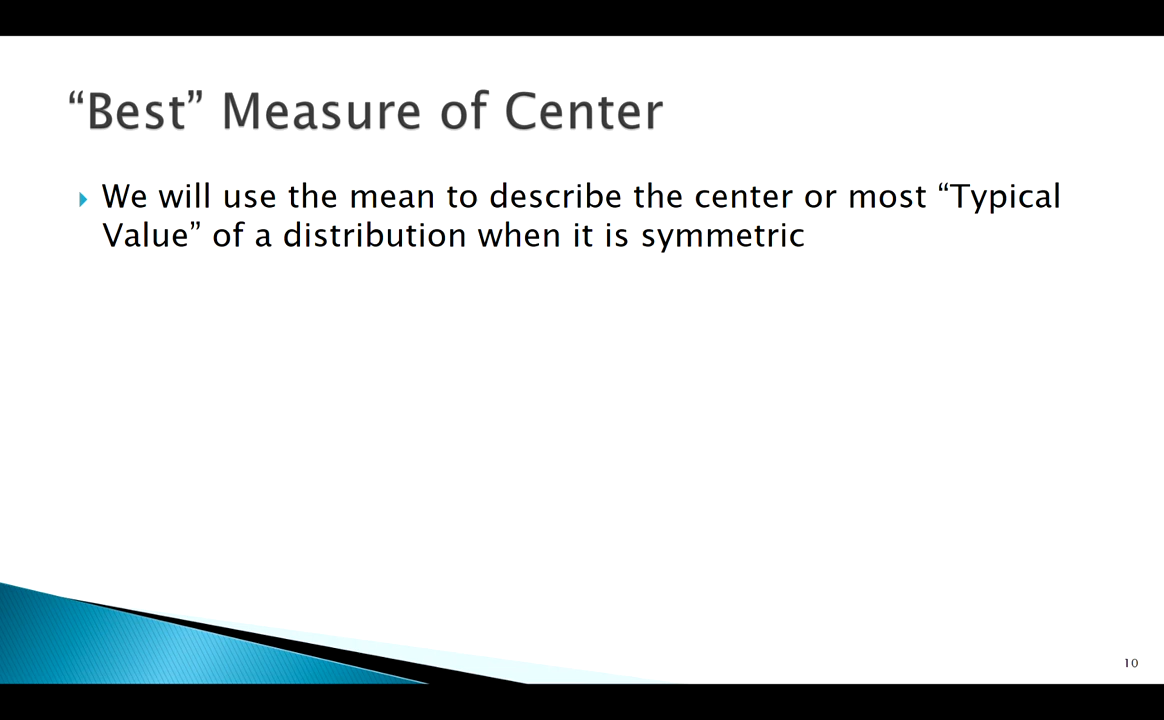 “Best” Measure of Center
We will use the mean to describe the center or most “Typical
Value” of a distribution when it is symmetric
10